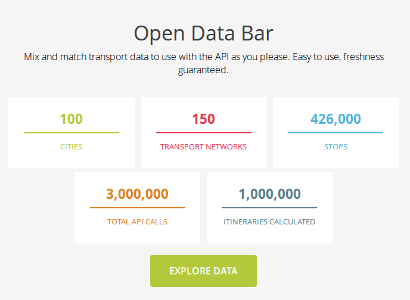 Open Data Bar
Mix and match transport data to use with the API as you please. Easy to use, freshness
guaranteed.
100
CITIES
150
TRANSPORT NETWORKS
426,000
STOPS
3,000,000
TOTAL API CALLS
1,000,000
ITINERARIES CALCULATED
EXPLORE DATA